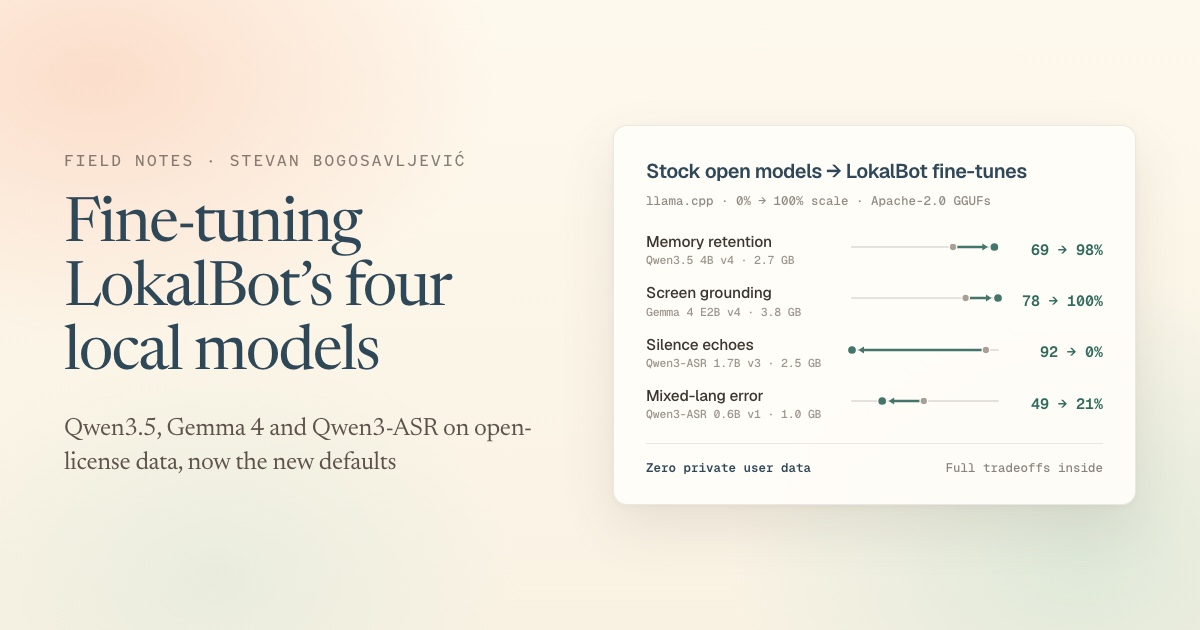 FIELD NOTES · STEVAN BOGOSAVLJEVIĆ
Fine-tuning
LokalBot’s four
local models
Qwen3.5, Gemma 4 and Qwen3-ASR on open-
license data, now the new defaults
Stock open models → LokalBot fine-tunes
llama.cpp · 0% → 100% scale · Apache-2.0 GGUFs
Memory retention
69 → 98%
Qwen3.5 4B v4 · 2.7 GB
Screen grounding
78 → 100%
Gemma 4 E2B v4 · 3.8 GB
Silence echoes
92 → 0%
Qwen3-ASR 1.7B v3 · 2.5 GB
Mixed-lang error
49 → 21%
Qwen3-ASR 0.6B v1 · 1.0 GB
Zero private user data
Full tradeoffs inside